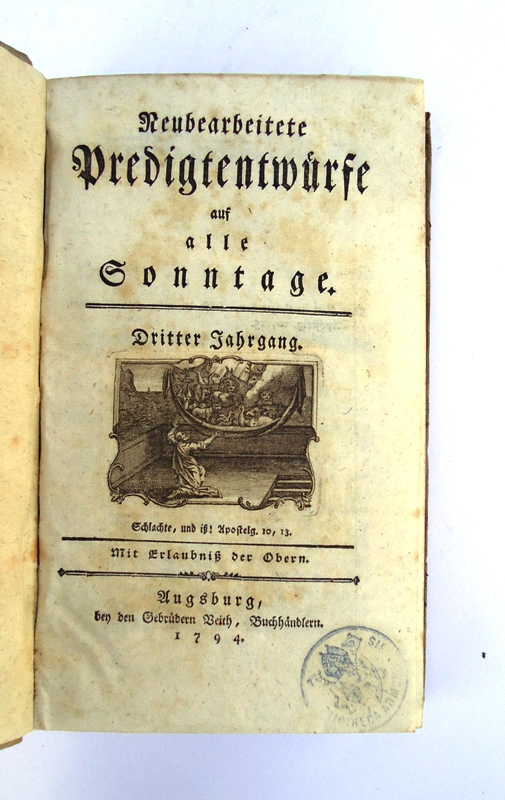 Neubearbeitete
Predigtentwürfe
auf
alle
Sonntage.
Dritter Jahrgang.
Schlachte, und iß! Apostelg. 10, 13.
Mit Erlaubniß der Obern.
Augsburg,
bey den Gebrüdern Veith, Buchhändlern.
1794.